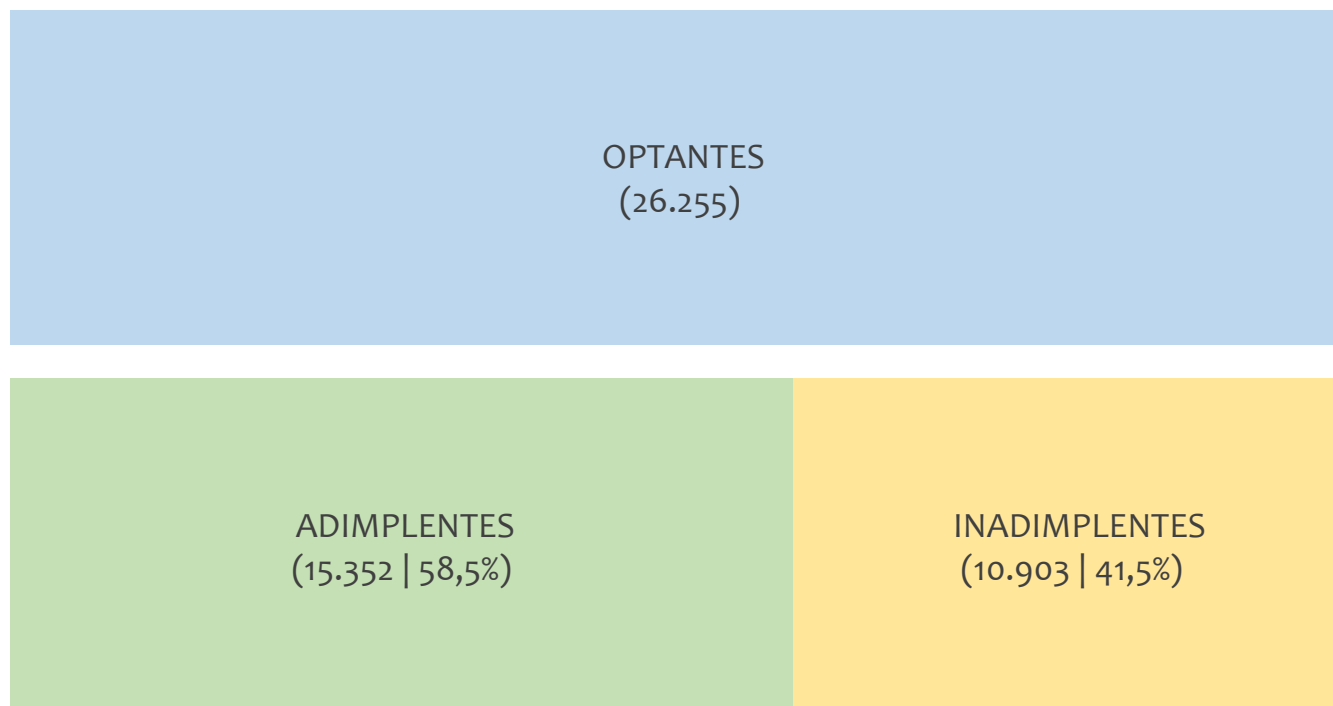 OPTANTES
(26.255)
ADIMPLENTES
(15.352 | 58,5%)
INADIMPLENTES
(10.903 | 41,5%)